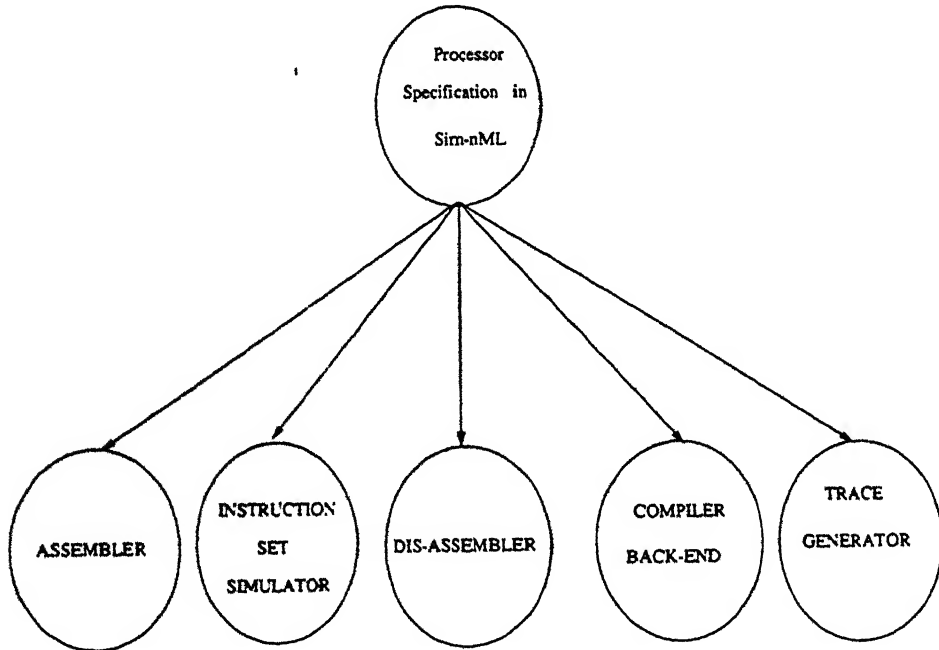 Processor
Specification in
Sim-nML
ASSEMBLER
INSTRUCTION
SET
SIMULATOR
DIS-ASSEMBLER
COMPILER
BACK-END
TRACE
GENERATOR